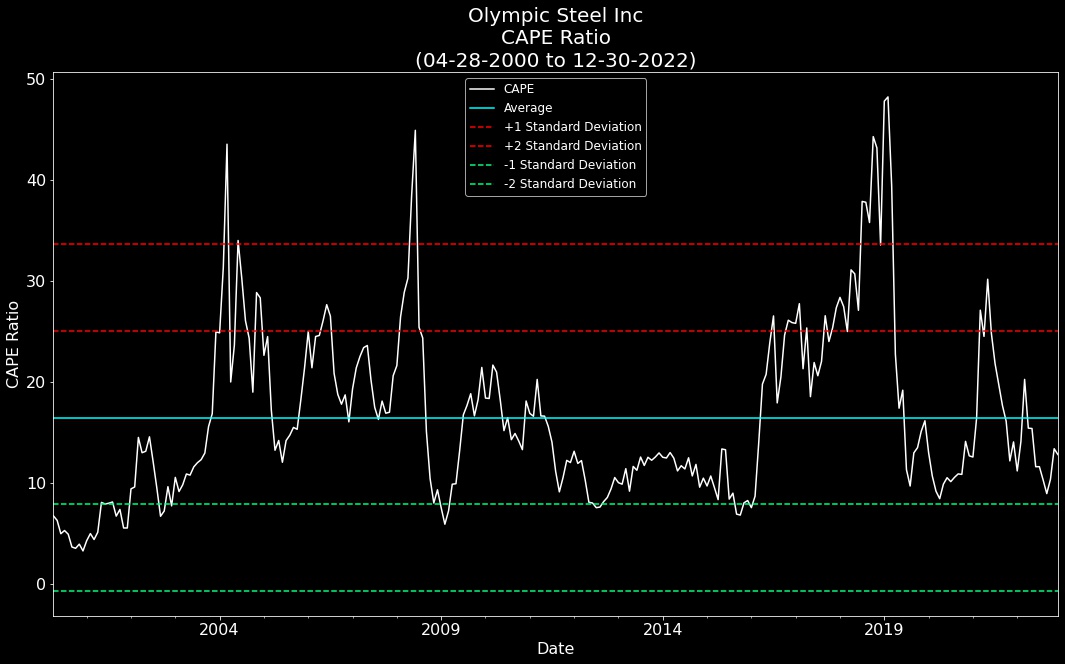 Olympic Steel Inc
CAPE Ratio
(04-28-2000 to 12-30-2022)
CAPE
Average
+1 Standard Deviation
+2 Standard Deviation
-1 Standard Deviation
-2 Standard Deviation
CAPE Ratio
50
40
30
20
10
0
2004
2009
2014
2019
Date